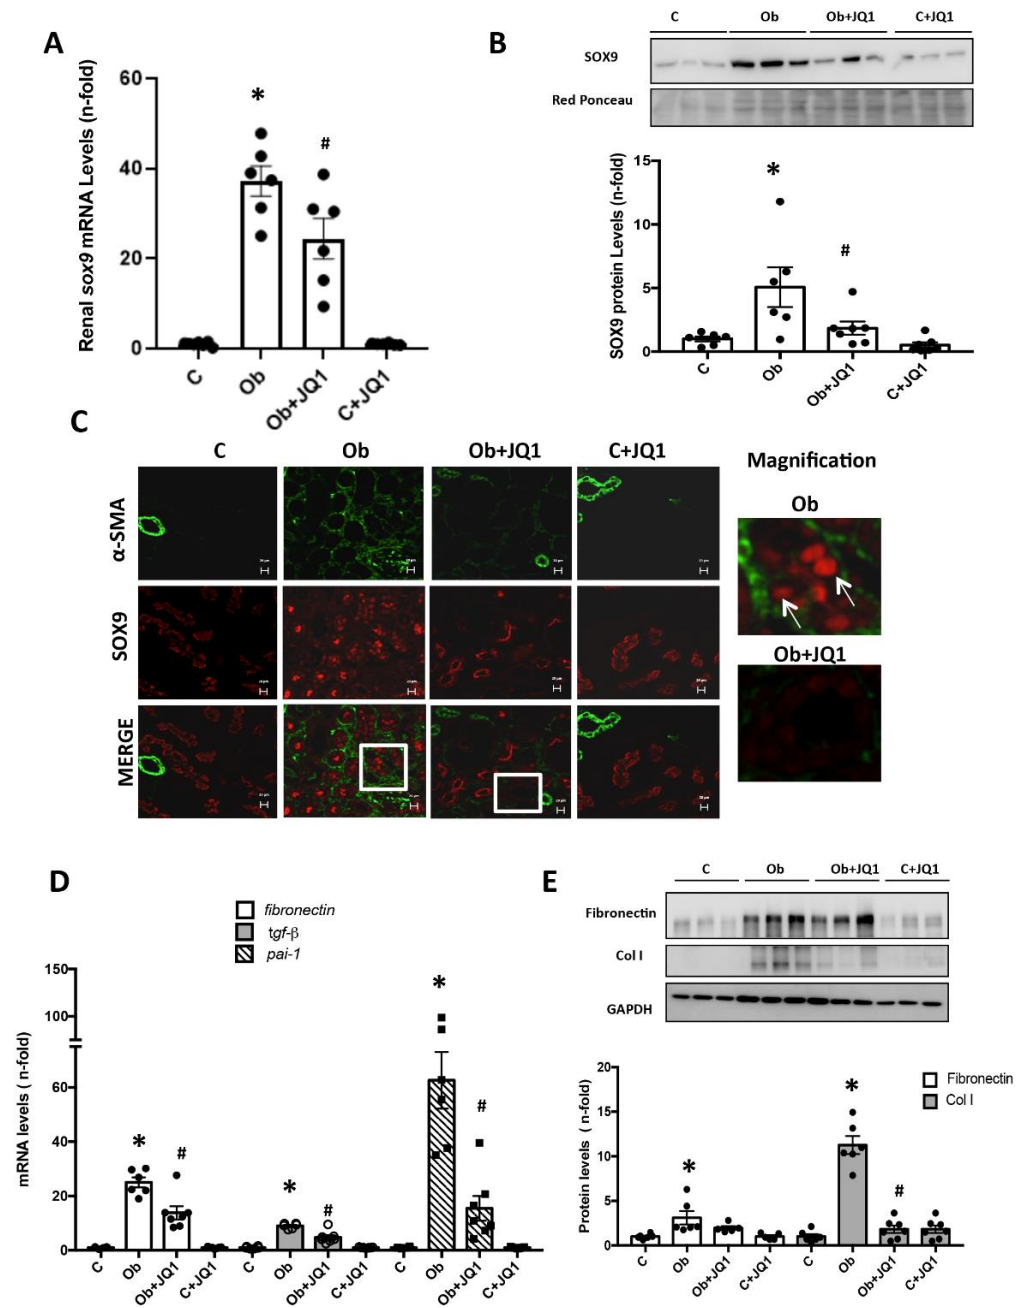 A
Renal sox9 mRNA Levels (n-fold)
60
40
20
0
*
#
C
Ob
Ob+JQ1
C+JQ1
B
C
Ob
Ob+JQ1
C+JQ1
SOX9
Red Ponceau
SOX9 protein Levels (n-fold)
15
10
5
0
*
#
C
Ob
Ob+JQ1
C+JQ1
C
C
Ob
Ob+JQ1
C+JQ1
α-SMA
SOX9
MERGE
Magnification
Ob
Ob+JQ1
D
fibronectin
tgf-β
pai-1
mRNA levels ( n-fold)
150
100
60
40
20
0
*
#
*
#
*
#
C
Ob
Ob+JQ1
C+JQ1
C
Ob
Ob+JQ1
C+JQ1
C
Ob
Ob+JQ1
C+JQ1
E
C
Ob
Ob+JQ1
C+JQ1
Fibronectin
Col I
GAPDH
Protein levels ( n-fold)
20
15
10
5
0
*
*
#
Fibronectin
Col I
C
Ob
Ob+JQ1
C+JQ1
C
Ob
Ob+JQ1
C+JQ1